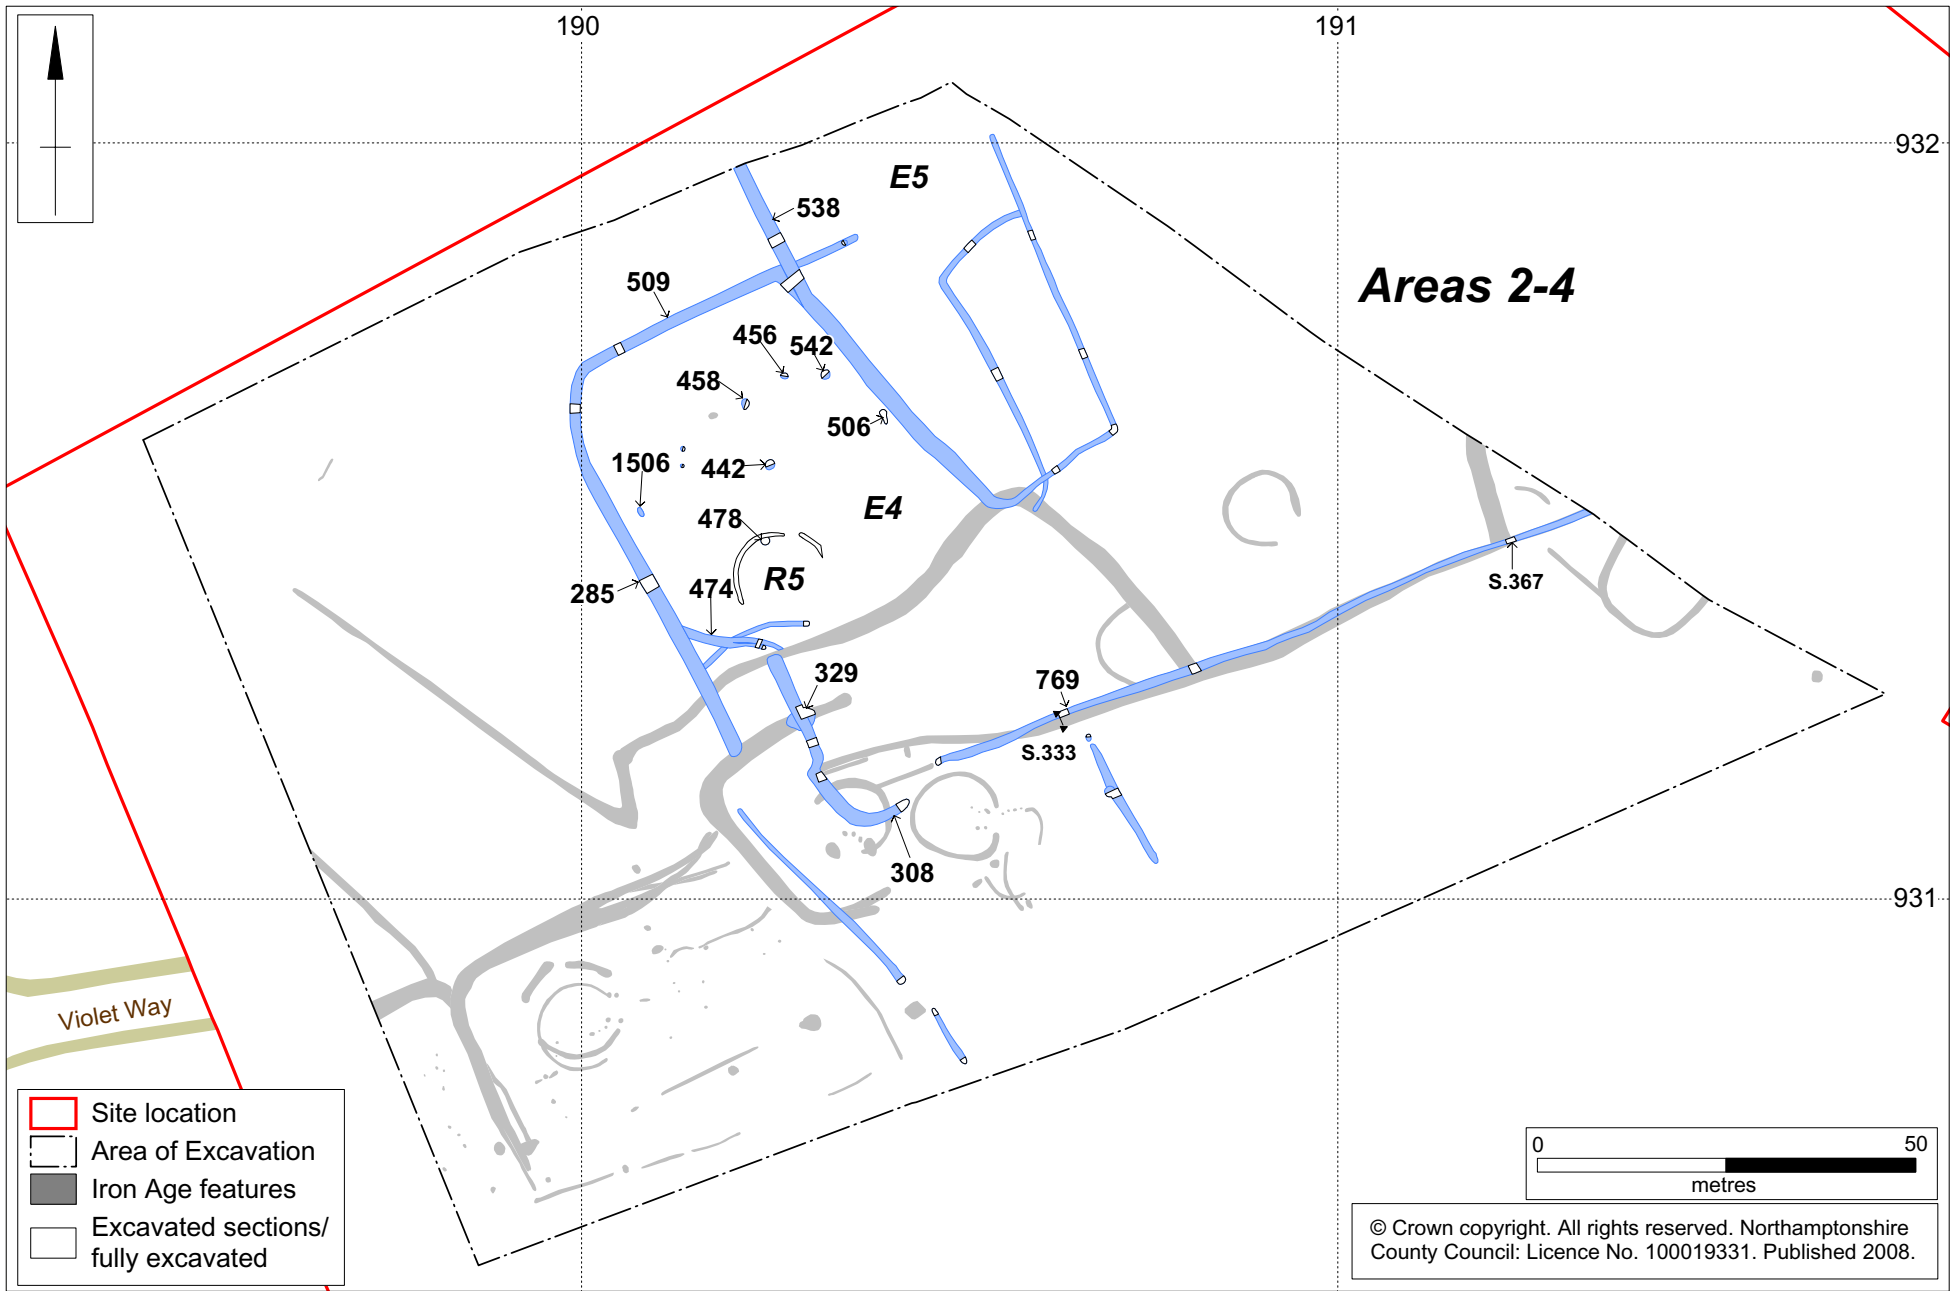 190
191
932
E5
538
Areas 2-4
509
456
542
458
506
1506
442
E4
478
R5
285
474
S.367
329
769
S.333
308
931
Violet Way
Site location
Area of Excavation
Iron Age features
Excavated sections/
fully excavated
0 50
metres
© Crown copyright. All rights reserved. Northamptonshire
County Council: Licence No. 100019331. Published 2008.